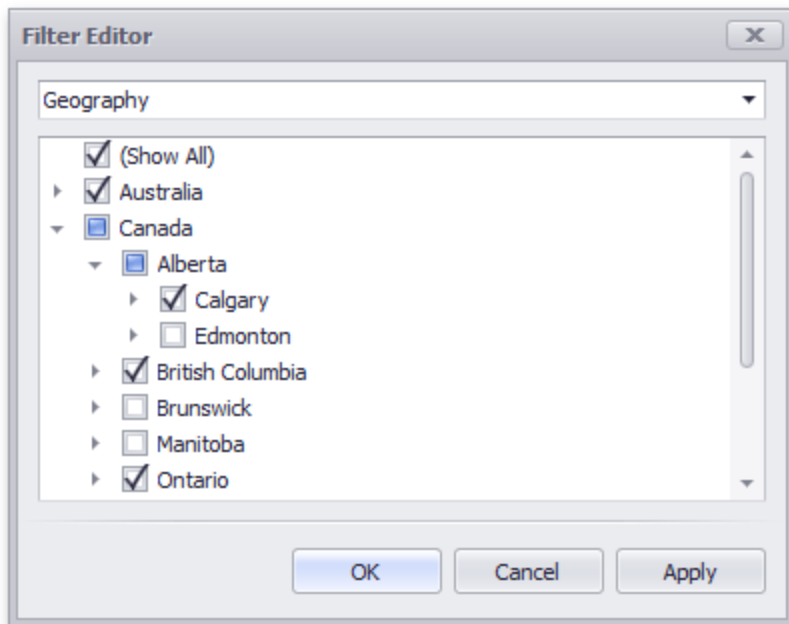 Filter Editor
Geography
(Show All)
Australia
Canada
Alberta
Calgary
Edmonton
British Columbia
Brunswick
Manitoba
Ontario
OK Cancel Apply